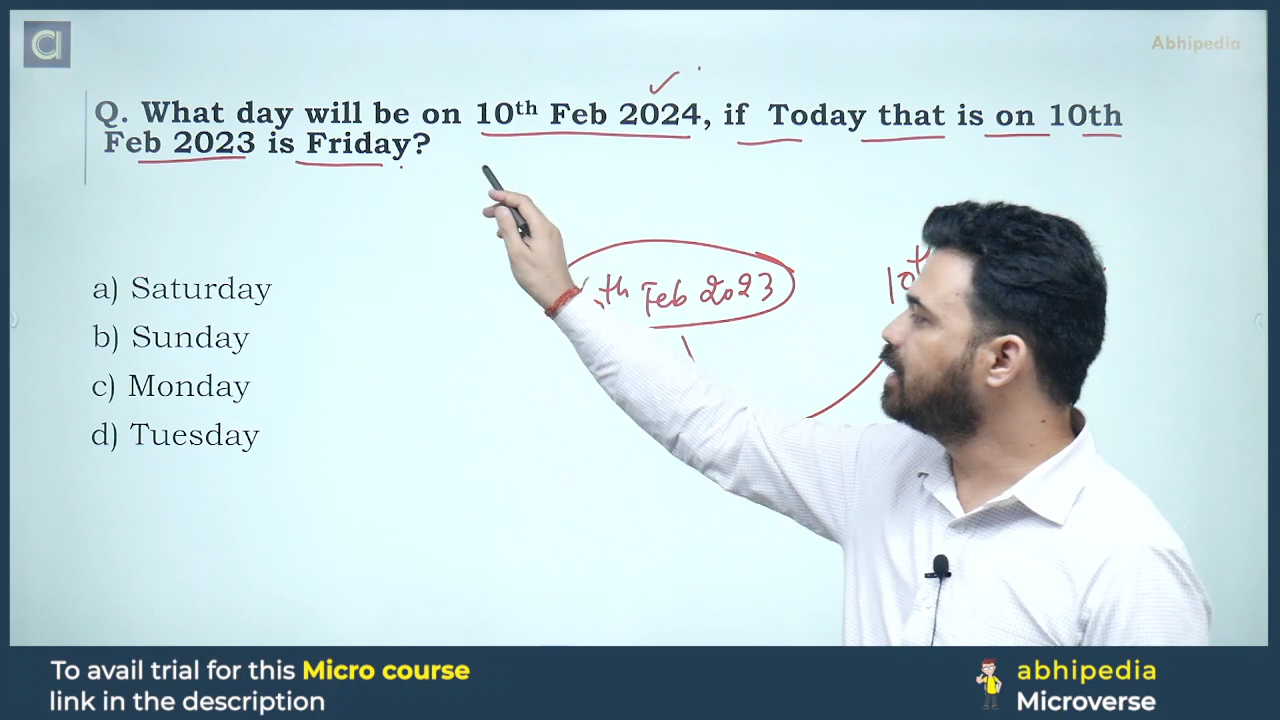 Abhipedia
Q. What day will be on 10th Feb 2024, if Today that is on 10th
Feb 2023 is Friday?
th Feb 2023
10th
a) Saturday
b) Sunday
c) Monday
d) Tuesday
To avail trial for this Micro course
link in the description
abhipedia
Microverse